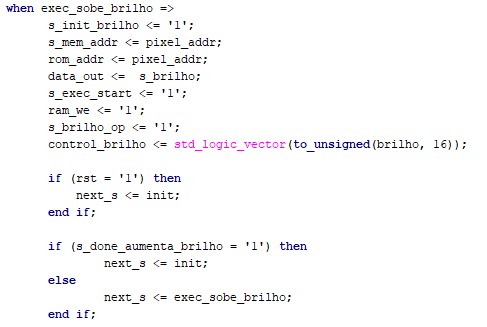 when exec_sobe_brilho =>
s_init_brilho <= '1';
s_mem_addr <= pixel_addr;
rom_addr <= pixel_addr;
data_out <=  s_brilho;
s_exec_start <= '1';
ram_we <= '1';
s_brilho_op <= '1';
control_brilho <= std_logic_vector(to_unsigned(brilho, 16));
if (rst = '1') then
next_s <= init;
end if;
if (s_done_aumenta_brilho = '1') then
next_s <= init;
else
next_s <= exec_sobe_brilho;
end if;